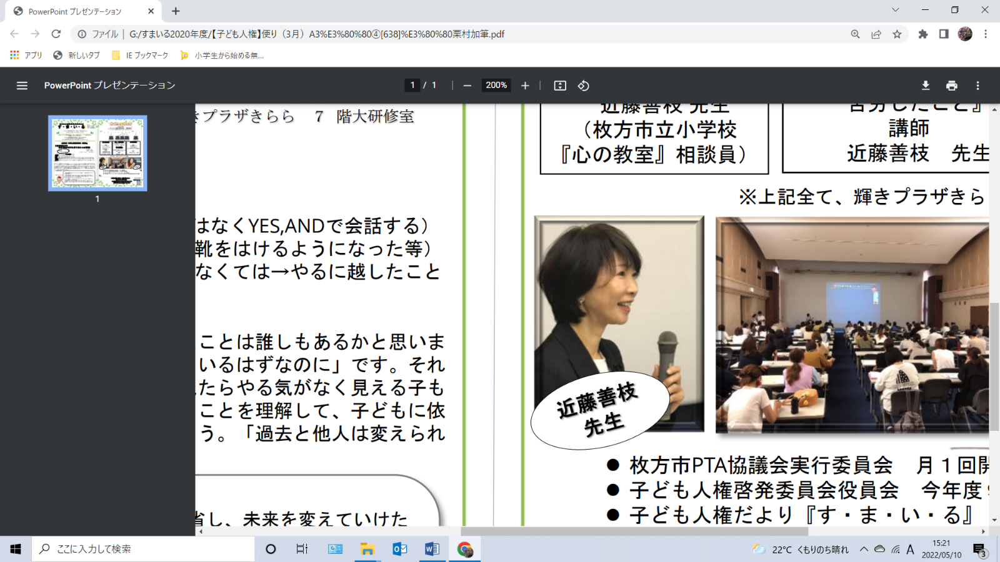 PowerPoint プレゼンテーション
ファイル | G:/すまいる2020年度/【子ども人権】便り（3月）A3%E3%80%80④[638]%E3%80%80栗村加筆.pdf
アプリ 新しいタブ IE ブックマーク 小学生から始める無...
PowerPoint プレゼンテーション 1 / 1 200%
す・ま・い・る
1
きプラザきらら　７ 階大研修室
はなくYES,ANDで会話する）
靴をはけるようになった等）
なくては→やるに越したこと
ことは誰しもあるかと思いま
いるはずなのに」です。それ
たらやる気がなく見える子も
ことを理解して、子どもに依
う。「過去と他人は変えられ
省し、未来を変えていけた
近藤善枝 先生
（枚方市立小学校
『心の教室』相談員）
苦労したこと』
講師
近藤善枝　先生
※上記全て、輝きプラザきら
近藤善枝
先生
● 枚方市PTA協議会実行委員会　月１回開
● 子ども人権啓発委員会役員会　今年度９
● 子ども人権だより『す・ま・い・る』
ここに入力して検索
22°C くもりのち晴れ
A
15:21
2022/05/10
3